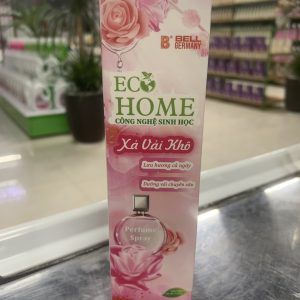 B+ BELL
GERMANY
ECO
HOME
CÔNG NGHỆ SINH HỌC
Xả Vải Khô
Lưu hương cả ngày
Dưỡng vải chuyên sâu
Perfume
Spray